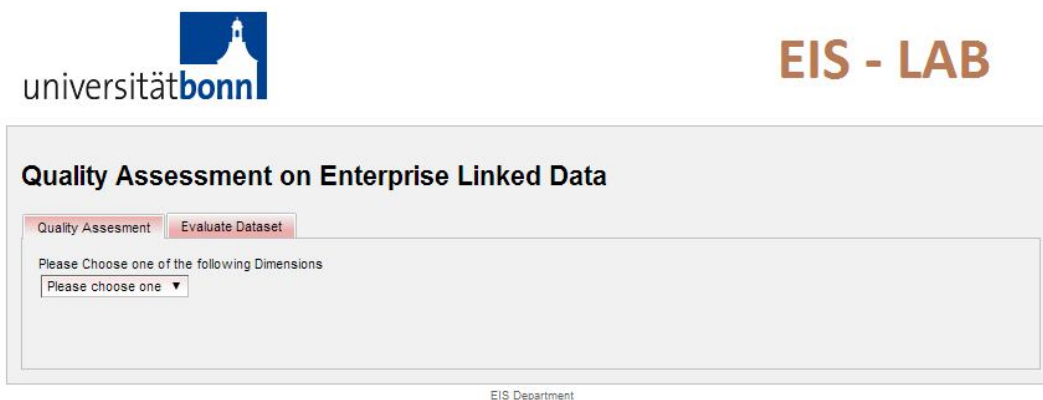 universitätbonn
EIS - LAB
Quality Assessment on Enterprise Linked Data
Quality Assesment Evaluate Dataset
Please Choose one of the following Dimensions
Please choose one ▼
EIS Department